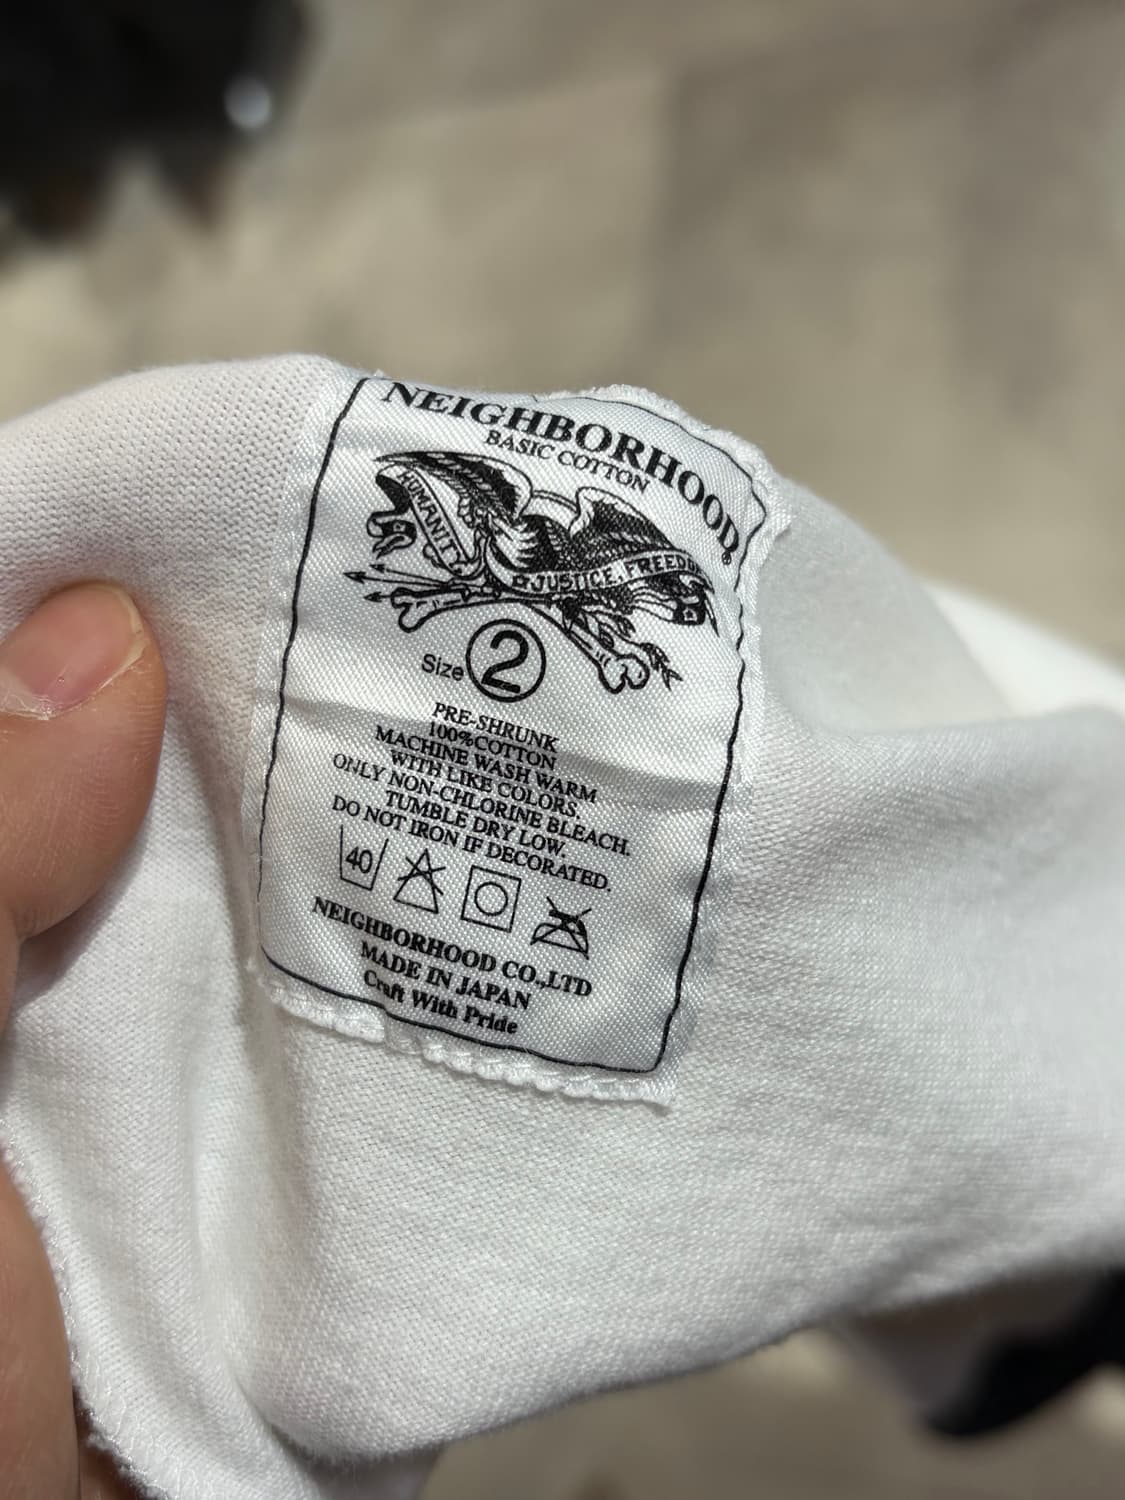 NEIGHBORHOOD®
BASIC COTTON
HUMANITY
JUSTICE, FREEDO
Size 2
PRE-SHRUNK
100%COTTON
MACHINE WASH WARM
WITH LIKE COLORS.
ONLY NON-CHLORINE BLEACH.
TUMBLE DRY LOW.
DO NOT IRON IF DECORATED.
40
NEIGHBORHOOD CO.,LTD
MADE IN JAPAN
Craft With Pride